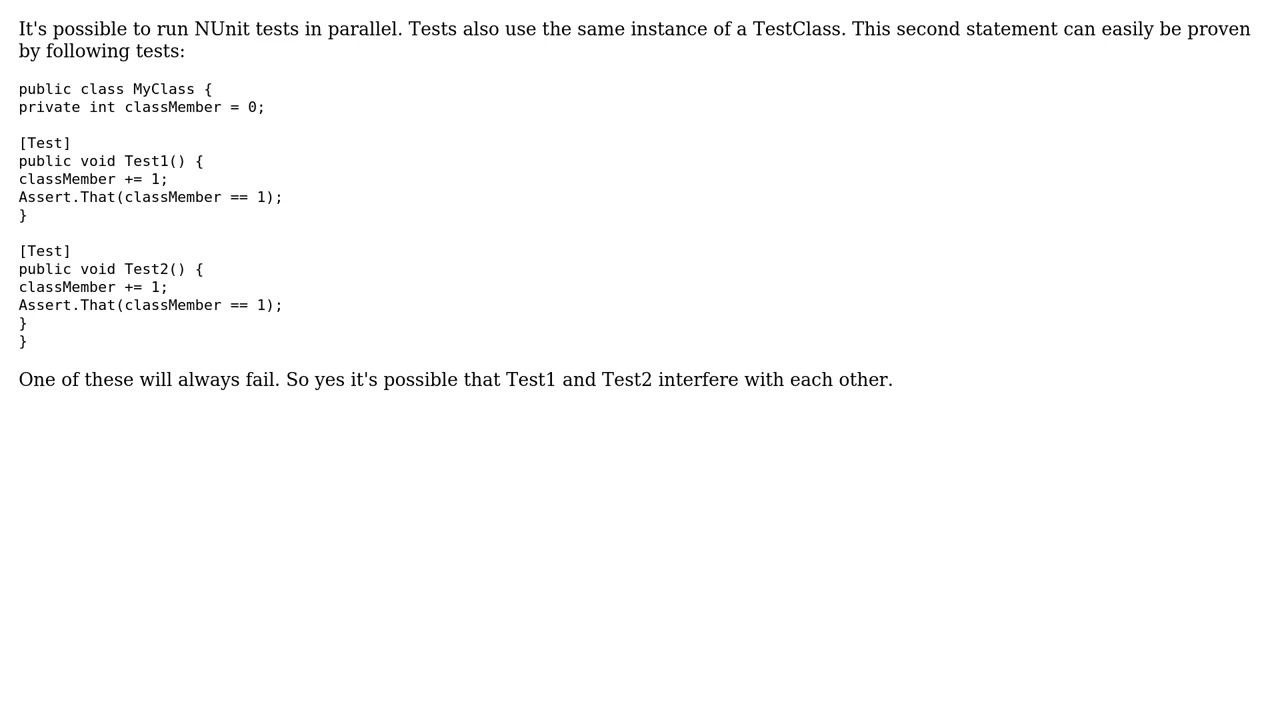 It's possible to run NUnit tests in parallel. Tests also use the same instance of a TestClass. This second statement can easily be proven
by following tests:
public class MyClass {
private int classMember = 0;
[Test]
public void Test1() {
classMember += 1;
Assert.That(classMember == 1);
}
[Test]
public void Test2() {
classMember += 1;
Assert.That(classMember == 1);
}
}
One of these will always fail. So yes it's possible that Test1 and Test2 interfere with each other.